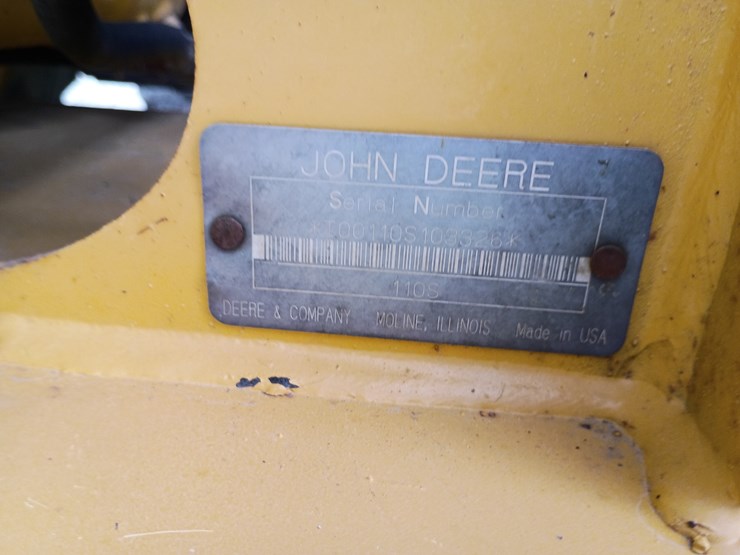 JOHN DEERE
Serial Number
110S
DEERE & COMPANY MOLINE, ILLINOIS Made in USA